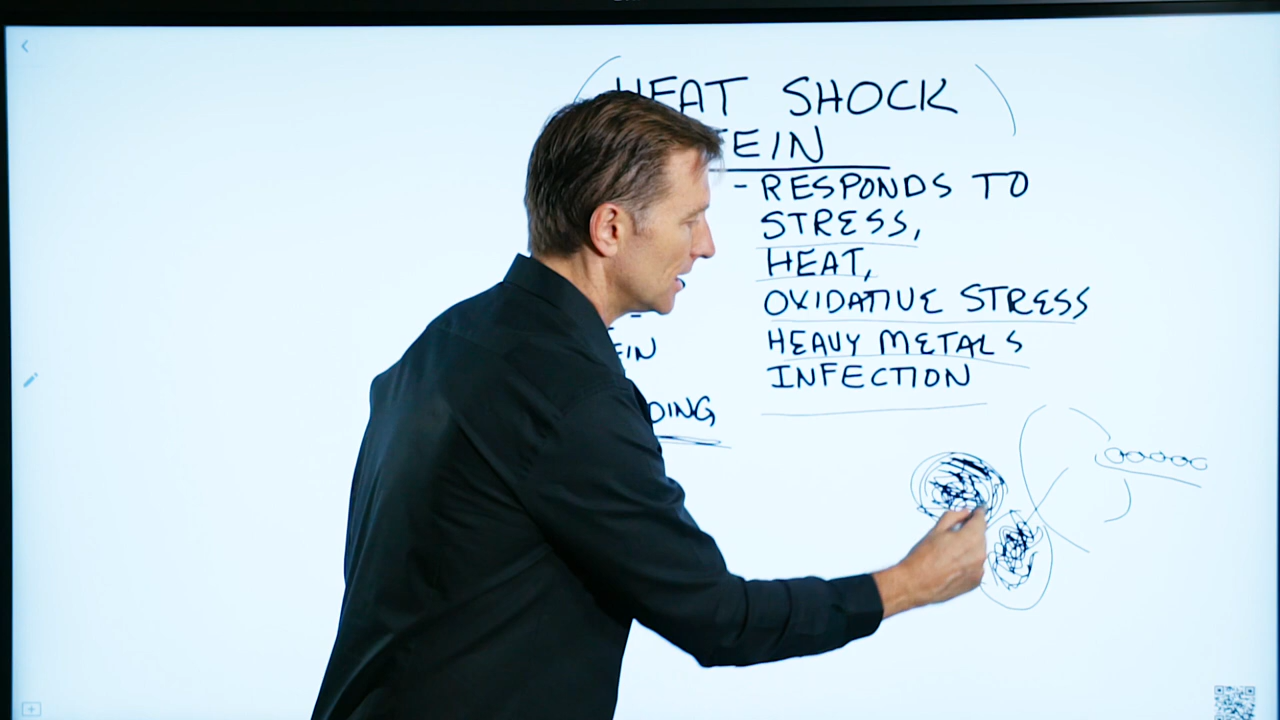 HEAT SHOCK
EIN
- RESPONDS TO
STRESS,
HEAT,
OXIDATIVE STRESS
HEAVY METALS
INFECTION
EIN
DING